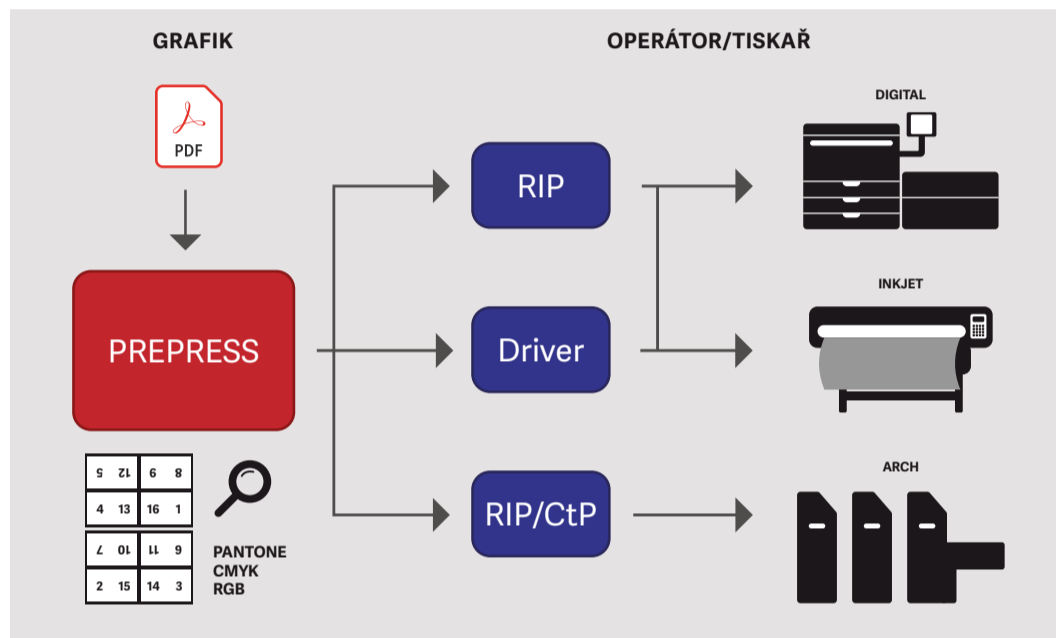 GRAFIK
OPERÁTOR/TISKAŘ
PDF
PREPRESS
5 12 9 8
4 13 16 1
7 10 11 6
2 15 14 3
PANTONE
CMYK
RGB
RIP
Driver
RIP/CtP
DIGITAL
INKJET
ARCH